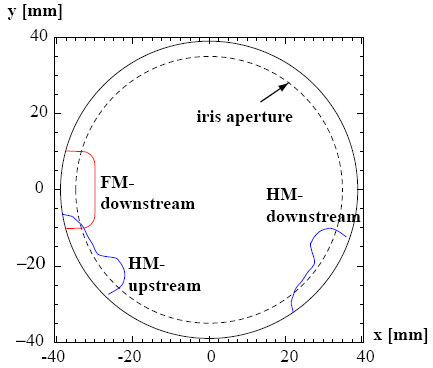 y [mm]
40
20
0
−20
−40
-40
-20
0
20
40
x [mm]
iris aperture
FM-
downstream
HM-
downstream
HM-
upstream